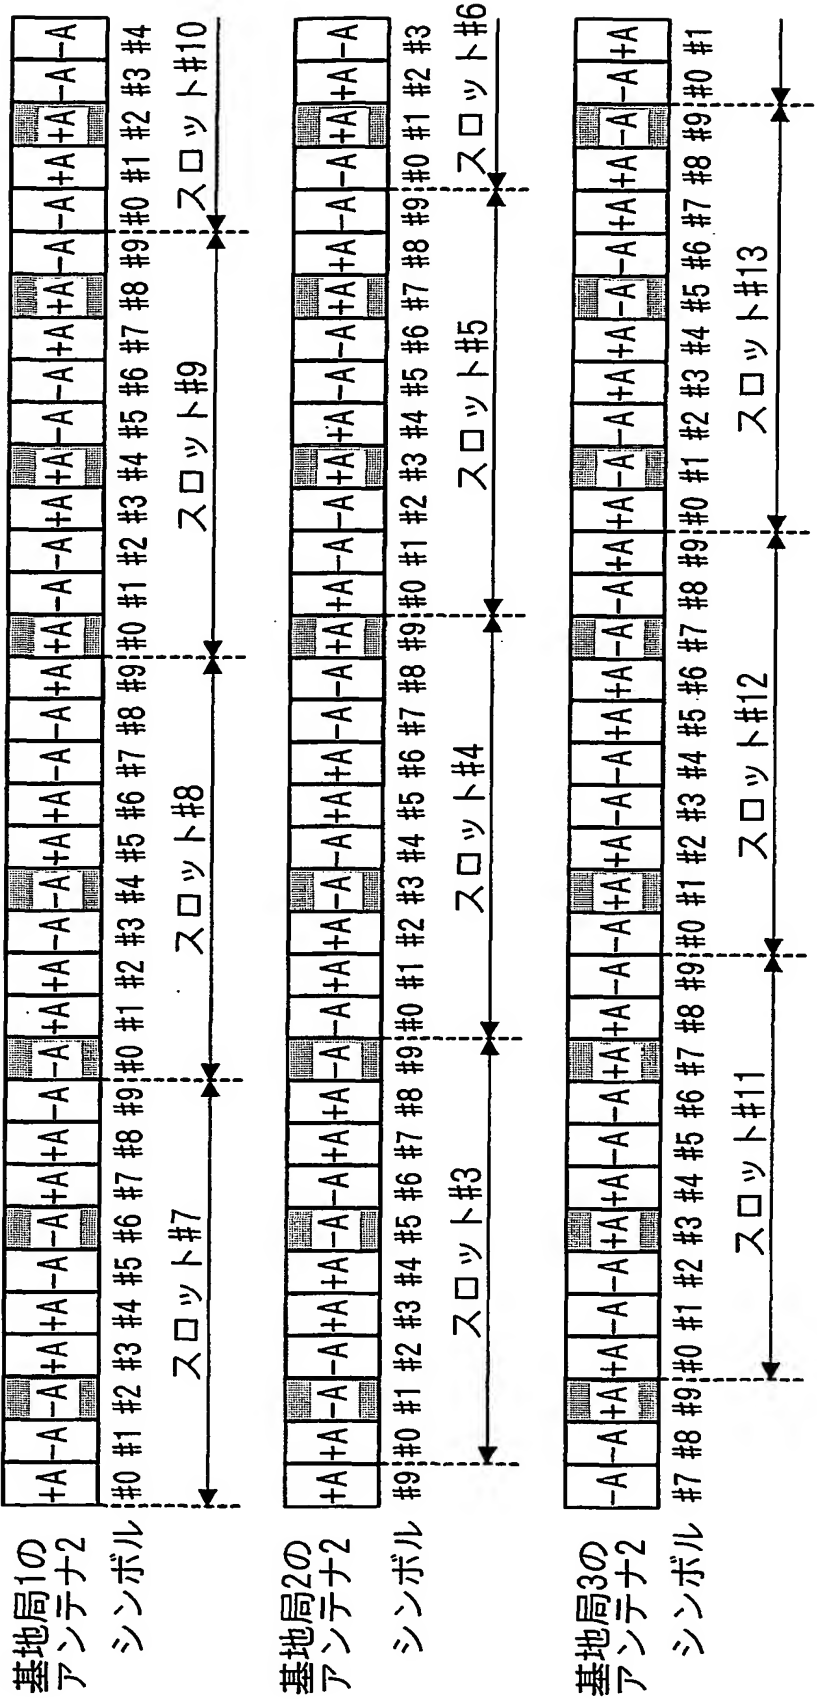 基地局1の
アンテナ2
+A -A -A +A +A -A -A +A +A -A -A +A +A -A -A +A +A -A -A +A +A -A -A +A +A -A -A +A +A -A -A +A +A -A -A
シンボル #0 #1 #2 #3 #4 #5 #6 #7 #8 #9 #0 #1 #2 #3 #4 #5 #6 #7 #8 #9 #0 #1 #2 #3 #4 #5 #6 #7 #8 #9 #0 #1 #2 #3 #4
スロット#7 スロット#8 スロット#9 スロット#10
基地局2の
アンテナ2
+A +A -A -A +A +A -A -A +A +A -A -A +A +A -A -A +A +A -A -A +A +A -A -A +A +A -A -A +A +A -A -A +A +A -A
シンボル #9 #0 #1 #2 #3 #4 #5 #6 #7 #8 #9 #0 #1 #2 #3 #4 #5 #6 #7 #8 #9 #0 #1 #2 #3 #4 #5 #6 #7 #8 #9 #0 #1 #2 #3
スロット#3 スロット#4 スロット#5 スロット#6
基地局3の
アンテナ2
-A -A +A +A -A -A +A +A -A -A +A +A -A -A +A +A -A -A +A +A -A -A +A +A -A -A +A +A -A -A +A +A -A -A +A
シンボル #7 #8 #9 #0 #1 #2 #3 #4 #5 #6 #7 #8 #9 #0 #1 #2 #3 #4 #5 #6 #7 #8 #9 #0 #1 #2 #3 #4 #5 #6 #7 #8 #9 #0 #1
スロット#11 スロット#12 スロット#13